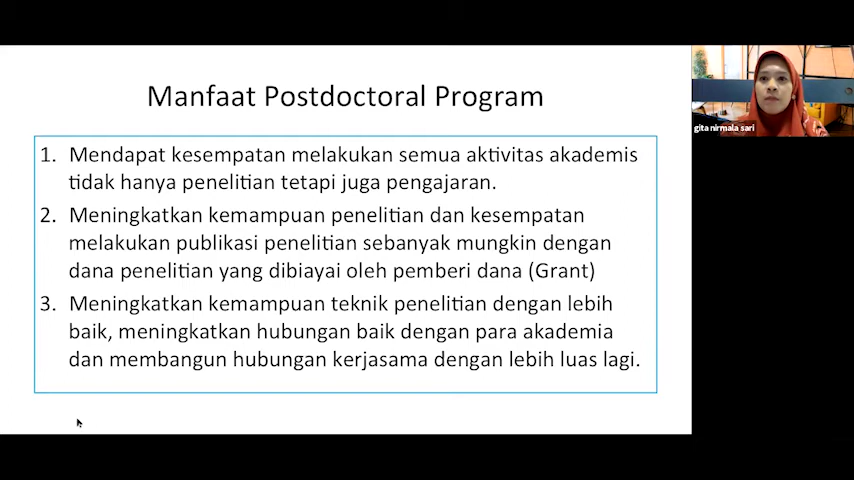 Manfaat Postdoctoral Program
1. Mendapat kesempatan melakukan semua aktivitas akademis
tidak hanya penelitian tetapi juga pengajaran.
2. Meningkatkan kemampuan penelitian dan kesempatan
melakukan publikasi penelitian sebanyak mungkin dengan
dana penelitian yang dibiayai oleh pemberi dana (Grant)
3. Meningkatkan kemampuan teknik penelitian dengan lebih
baik, meningkatkan hubungan baik dengan para akademia
dan membangun hubungan kerjasama dengan lebih luas lagi.
gita nirmala sari